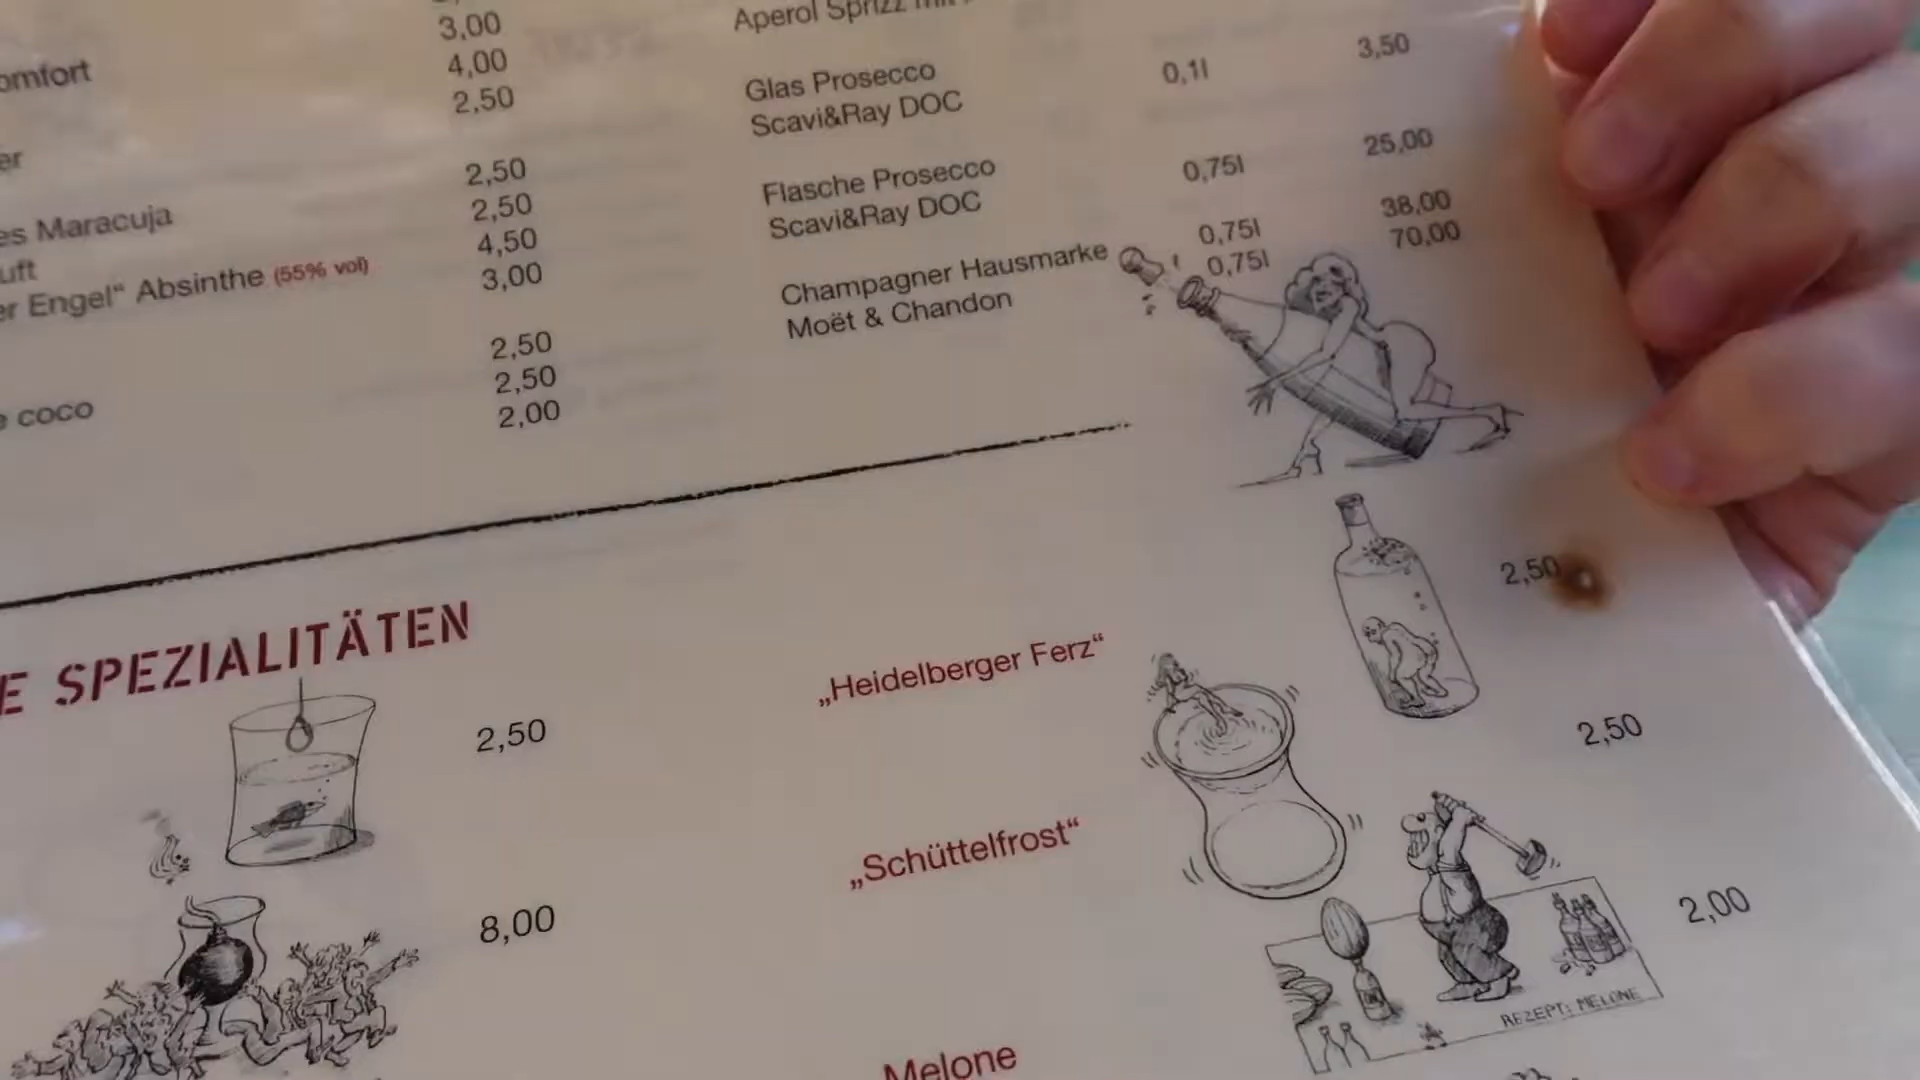 3,00
omfort 4,00
2,50
er
2,50
es Maracuja 2,50
uft 4,50
er Engel“ Absinthe (55% vol) 3,00
2,50
2,50
e coco 2,00
Aperol Sprizz
Glas Prosecco 0,1l 3,50
Scavi&Ray DOC
Flasche Prosecco 0,75l 25,00
Scavi&Ray DOC
Champagner Hausmarke 0,75l 38,00
Moët & Chandon 0,75l 70,00
E SPEZIALITÄTEN
2,50
8,00
„Heidelberger Ferz“ 2,50
„Schüttelfrost“ 2,50
Melone 2,00
REZEPT: MELONE